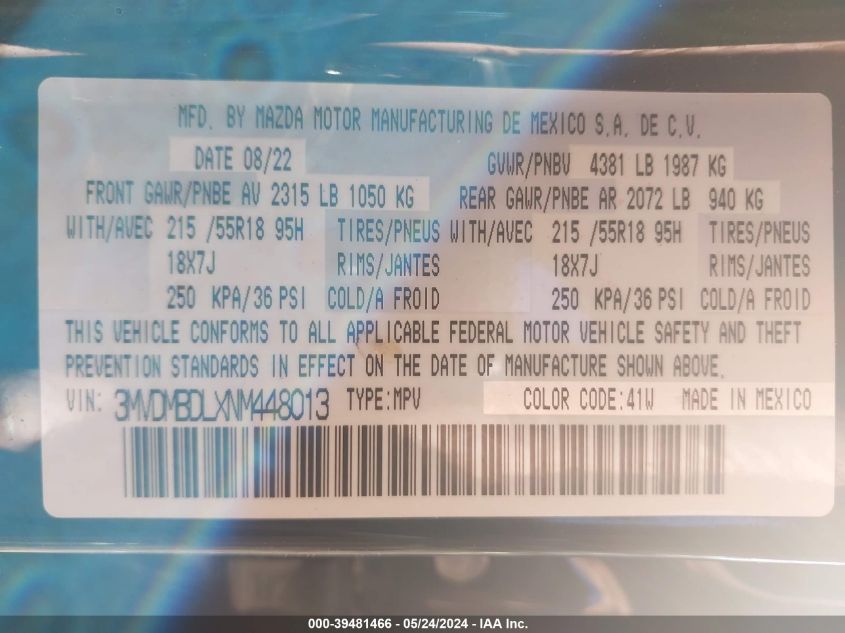 MFD. BY MAZDA MOTOR MANUFACTURING DE MEXICO S.A. DE C.V.
DATE 08/22 GVWR/PNBV 4381 LB 1987 KG
FRONT GAWR/PNBE AV 2315 LB 1050 KG REAR GAWR/PNBE AR 2072 LB 940 KG
WITH/AVEC 215 /55R18 95H TIRES/PNEUS WITH/AVEC 215 /55R18 95H TIRES/PNEUS
18X7J RIMS/JANTES 18X7J RIMS/JANTES
250 KPA/36 PSI COLD/A FROID 250 KPA/36 PSI COLD/A FROID
THIS VEHICLE CONFORMS TO ALL APPLICABLE FEDERAL MOTOR VEHICLE SAFETY AND THEFT
PREVENTION STANDARDS IN EFFECT ON THE DATE OF MANUFACTURE SHOWN ABOVE.
VIN: 3MVDMBDLXNM448013 TYPE:MPV COLOR CODE:41W MADE IN MEXICO
000-39481466 - 05/24/2024 - IAA Inc.